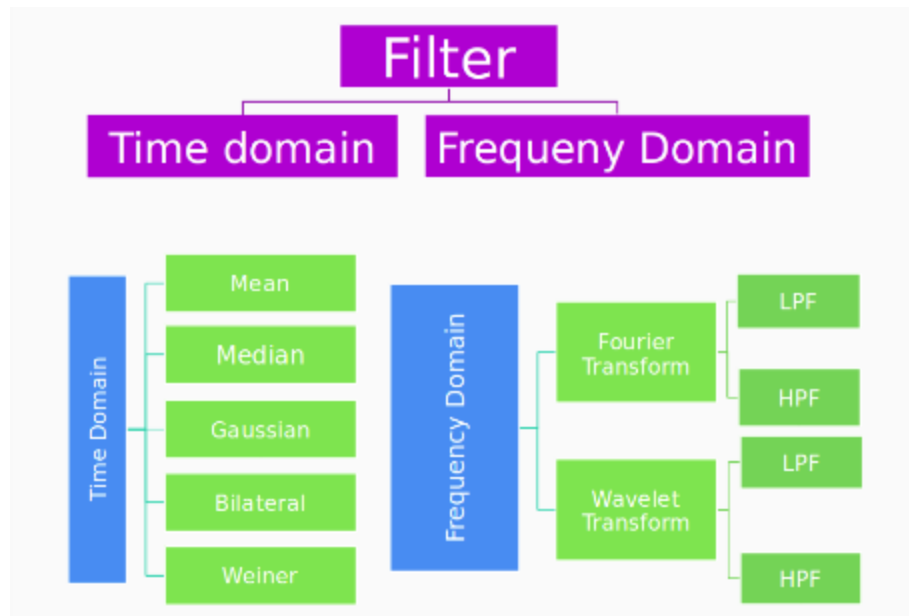 Filter
Time domain
Frequeny Domain
Time Domain
Mean
Median
Gaussian
Bilateral
Weiner
Frequency Domain
Fourier
Transform
LPF
HPF
Wavelet
Transform
LPF
HPF